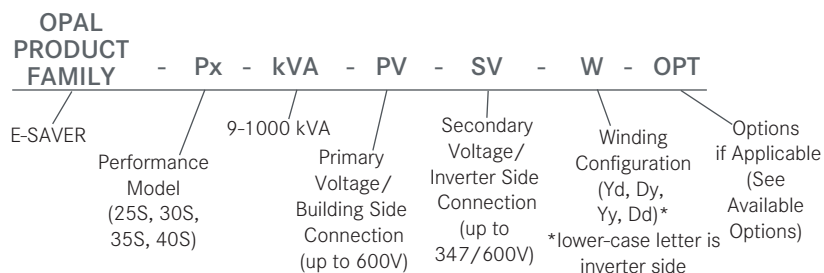 OPAL
PRODUCT
FAMILY - Px - kVA - PV - SV - W - OPT
E-SAVER
Performance
Model
(25S, 30S,
35S, 40S)
9-1000 kVA
Primary
Voltage/
Building Side
Connection
(up to 600V)
Secondary
Voltage/
Inverter Side
Connection
(up to
347/600V)
Winding
Configuration
(Yd, Dy,
Yy, Dd)*
*lower-case letter is
inverter side
Options
if Applicable
(See
Available
Options)